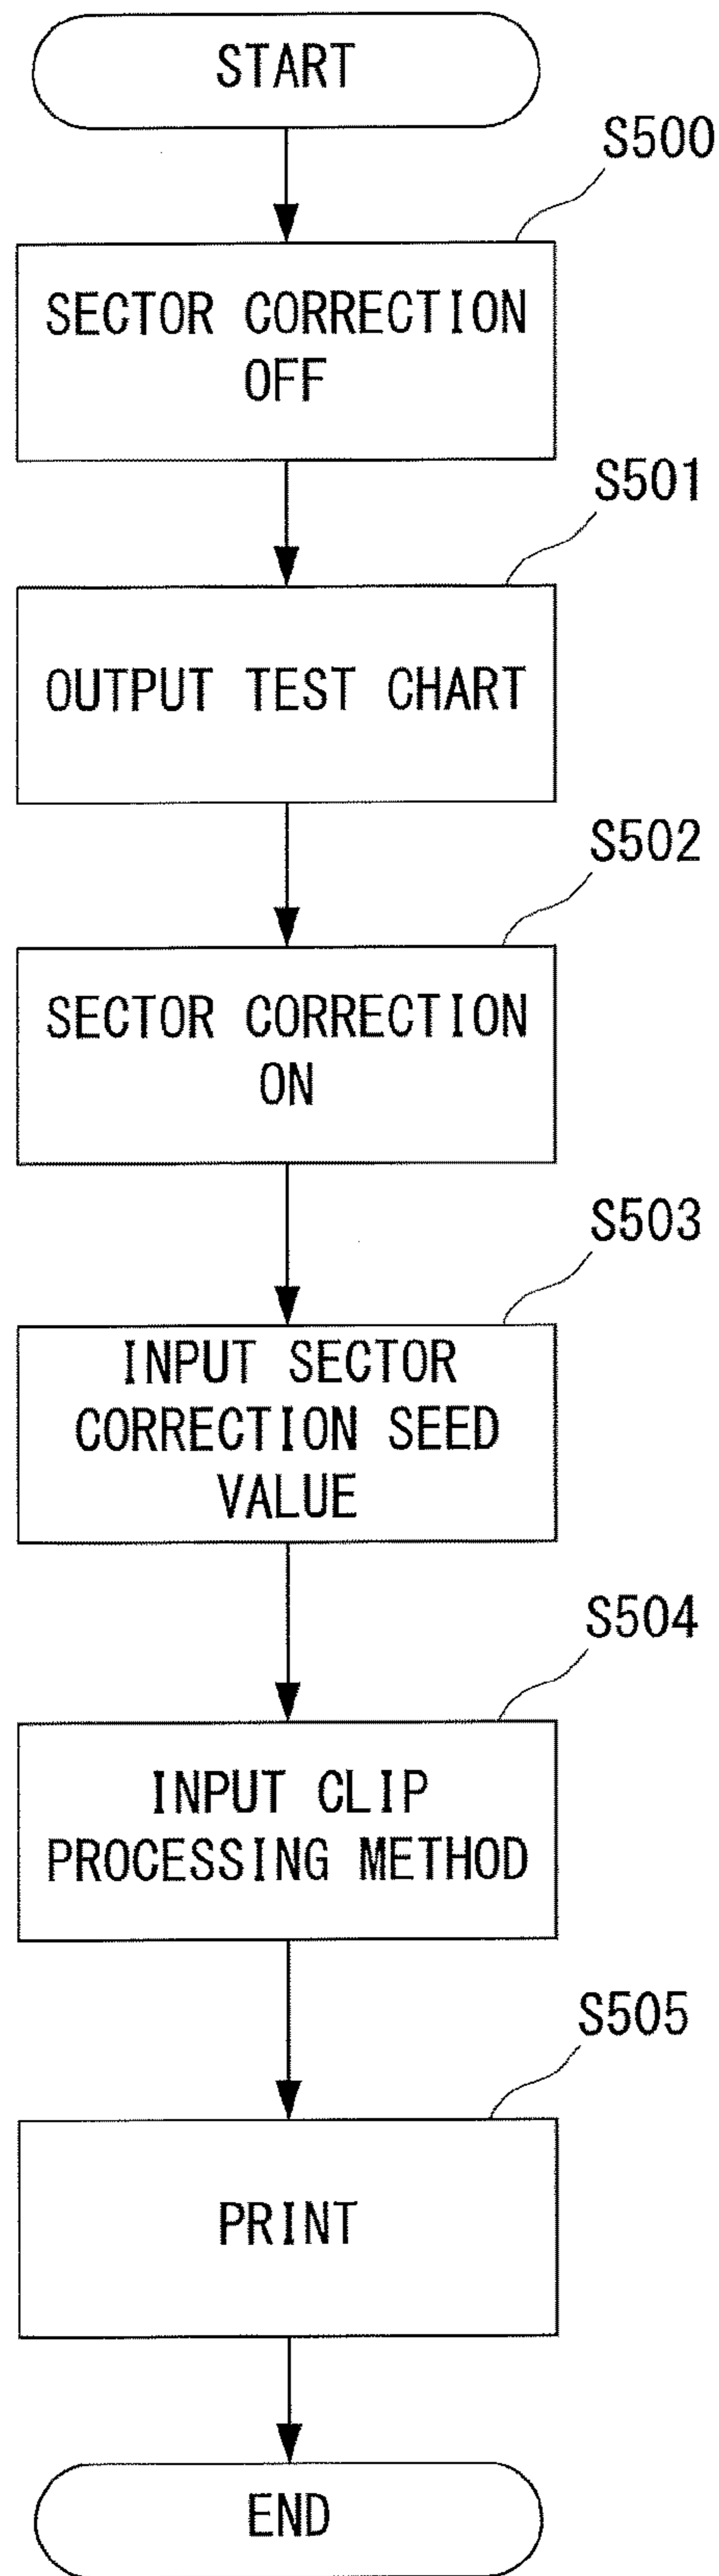 START
S500
SECTOR CORRECTION
OFF
S501
OUTPUT TEST CHART
S502
SECTOR CORRECTION
ON
S503
INPUT SECTOR
CORRECTION SEED
VALUE
S504
INPUT CLIP
PROCESSING METHOD
S505
PRINT
END